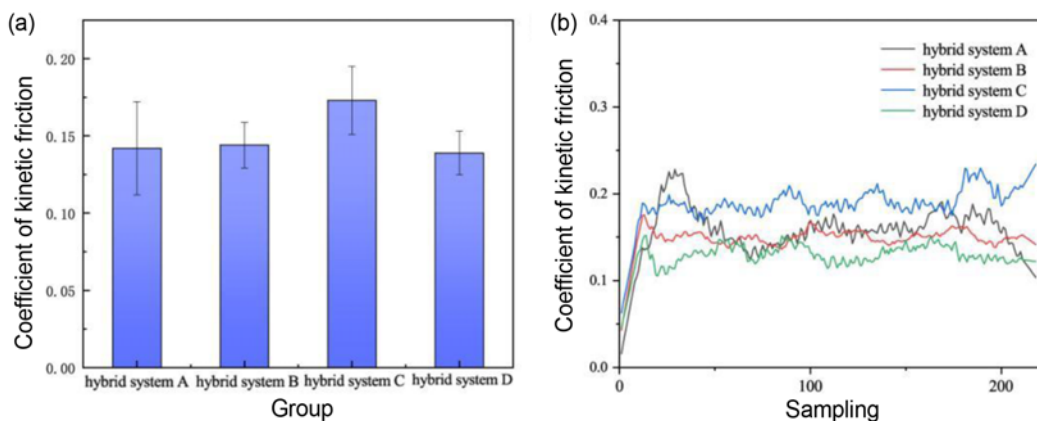 (a)
Coefficient of kinetic friction
0. 20
0. 15
0. 10
0. 05
0. 00
hybrid system A hybrid system B hybrid system C hybrid system D
Group
(b)
Coefficient of kinetic friction
0.4
0.3
0.2
0.1
0.0
hybrid system A
hybrid system B
hybrid system C
hybrid system D
0 100 200
Sampling